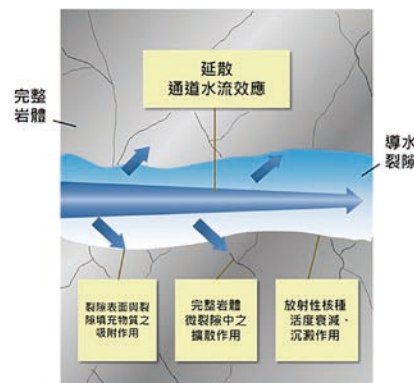 延散
通道水流效應
完整
岩體
導水
裂隙
裂隙表面與裂
隙填充物質之
吸附作用
完整岩體
微裂隙中之
擴散作用
放射性核種
活度衰減、
沉澱作用